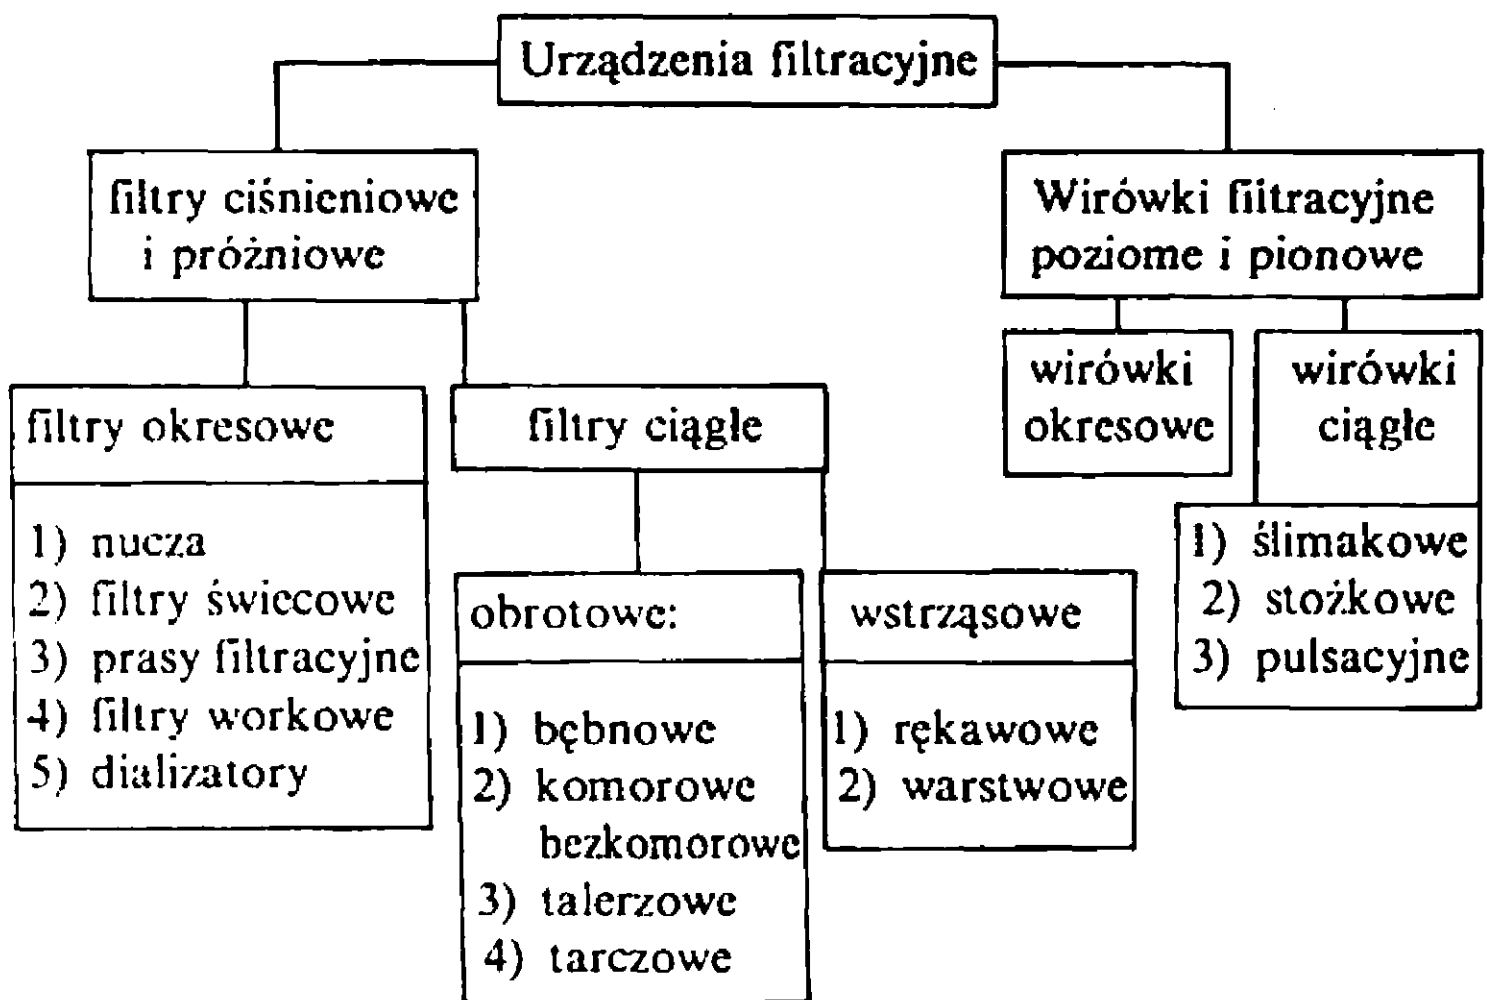 Urządzenia filtracyjne
filtry ciśnieniowe
i próżniowe
Wirówki filtracyjne
poziome i pionowe
filtry okresowe
1) nucza
2) filtry świecowe
3) prasy filtracyjne
4) filtry workowe
5) dializatory
filtry ciągłe
obrotowe:
1) bębnowe
2) komorowe
bezkomorowe
3) talerzowe
4) tarczowe
wstrząsowe
1) rękawowe
2) warstwowe
wirówki
okresowe
wirówki
ciągłe
1) ślimakowe
2) stożkowe
3) pulsacyjne